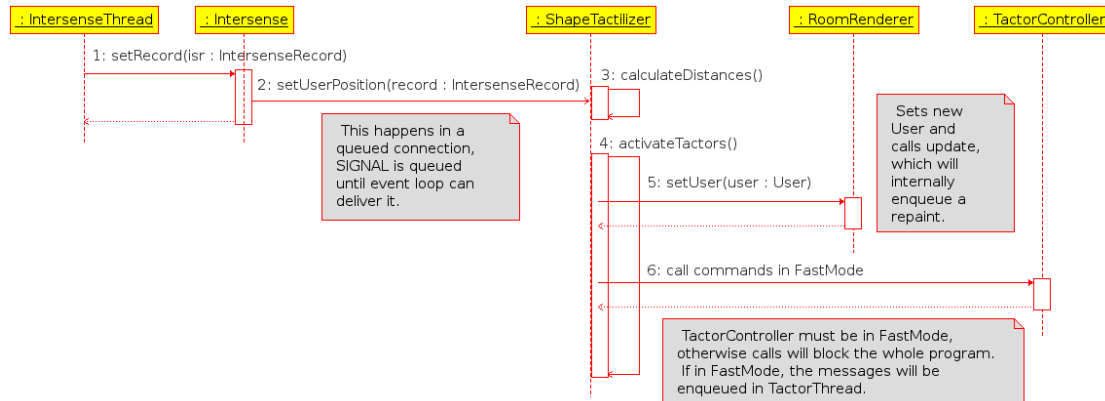 : IntersenseThread
: Intersense
: ShapeTactilizer
: RoomRenderer
: TactorController
1: setRecord(isr : IntersenseRecord)
2: setUserPosition(record : IntersenseRecord)
3: calculateDistances()
This happens in a
queued connection,
SIGNAL is queued
until event loop can
deliver it.
Sets new
User and
calls update,
which will
internally
enqueue a
repaint.
4: activateTactors()
5: setUser(user : User)
6: call commands in FastMode
TactorController must be in FastMode,
otherwise calls will block the whole program.
If in FastMode, the messages will be
enqueued in TactorThread.